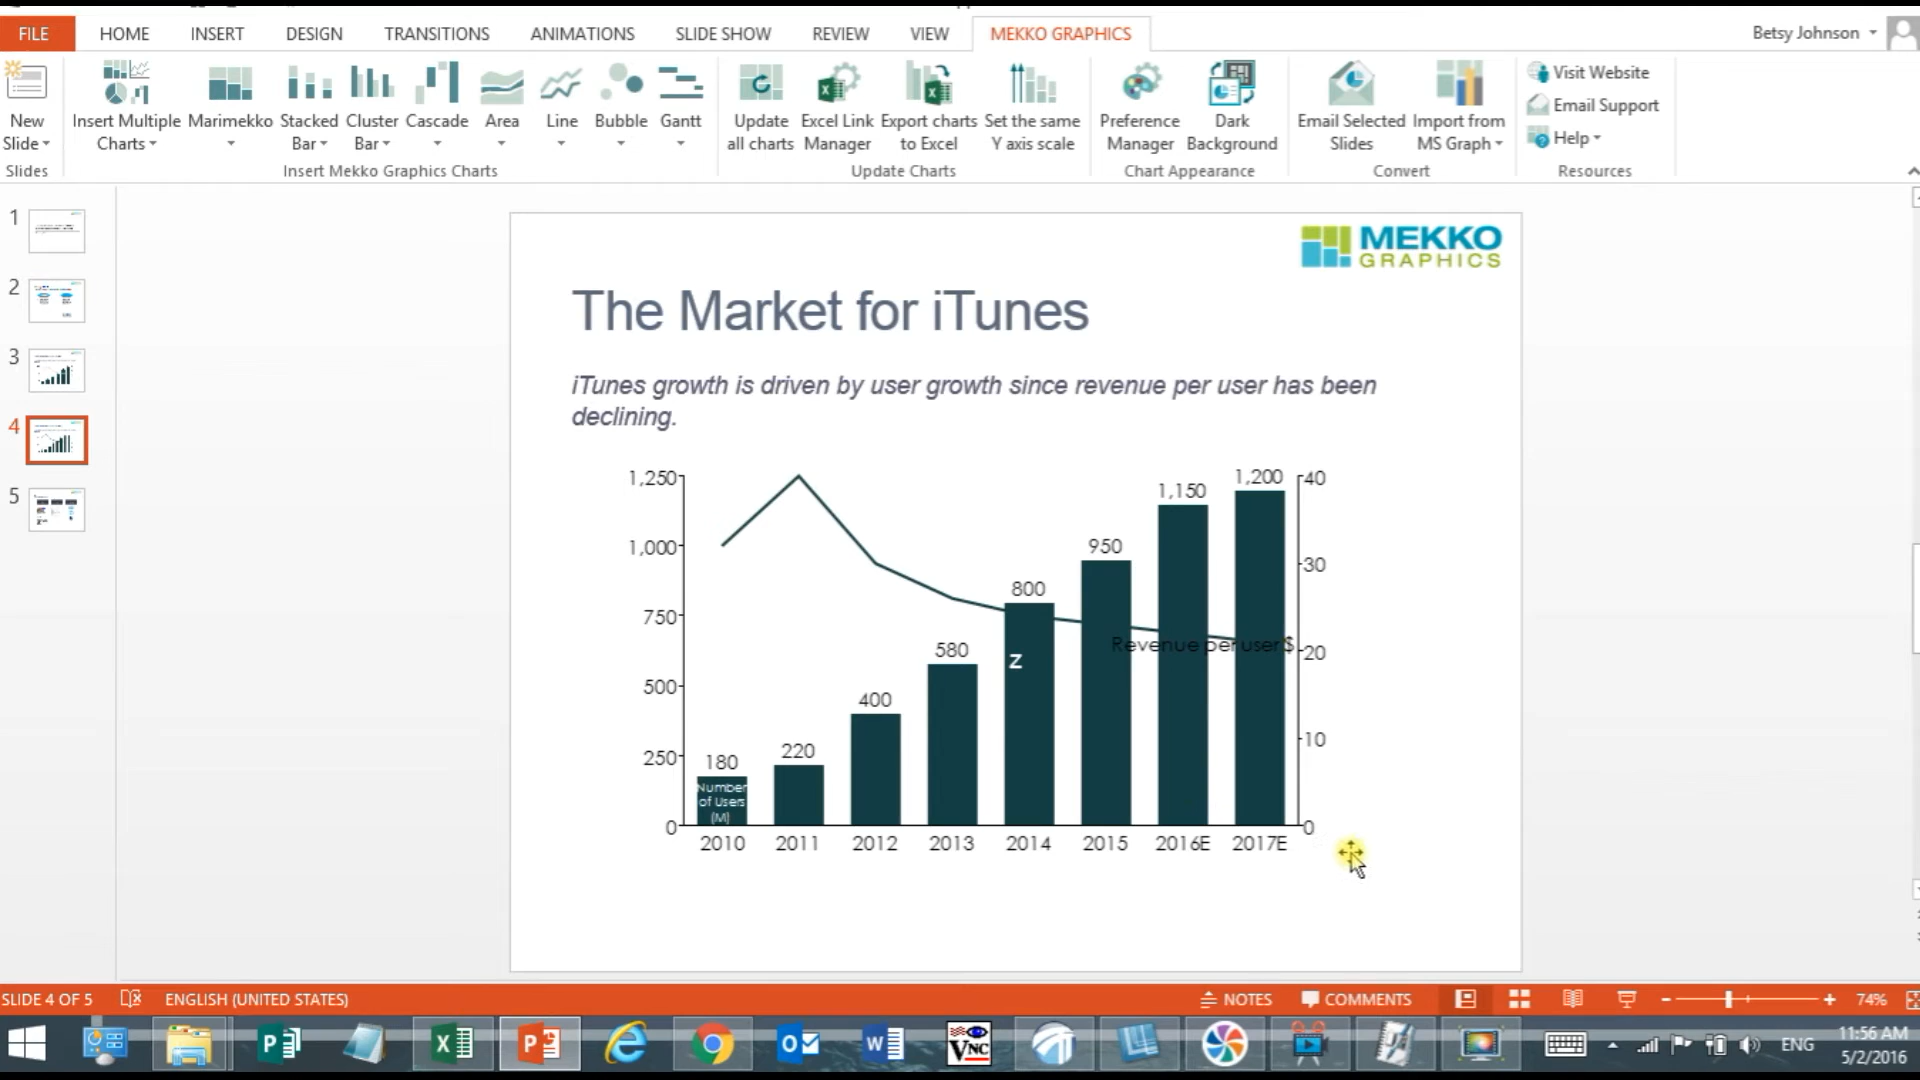 FILE HOME INSERT DESIGN TRANSITIONS ANIMATIONS SLIDE SHOW REVIEW VIEW MEKKO GRAPHICS Betsy Johnson
New Slide
Insert Multiple Charts
Marimekko
Stacked Bar
Cluster Bar
Cascade
Area
Line
Bubble
Gantt
Update all charts
Excel Link Manager
Export charts to Excel
Set the same Y axis scale
Preference Manager
Dark Background
Email Selected Slides
Import from MS Graph
Visit Website
Email Support
Help
Slides Insert Mekko Graphics Charts Update Charts Chart Appearance Convert Resources
1
2
3
4
5
MEKKO
GRAPHICS
The Market for iTunes
iTunes growth is driven by user growth since revenue per user has been
declining.
1,250
1,000
750
500
250
0
180
220
400
580
800
950
1,150
1,200
Number
of Users
(M)
Z
Revenue per user $
40
30
20
10
0
2010 2011 2012 2013 2014 2015 2016E 2017E
SLIDE 4 OF 5 ENGLISH (UNITED STATES) NOTES COMMENTS 74%
VNC
ENG
11:56 AM
5/2/2016